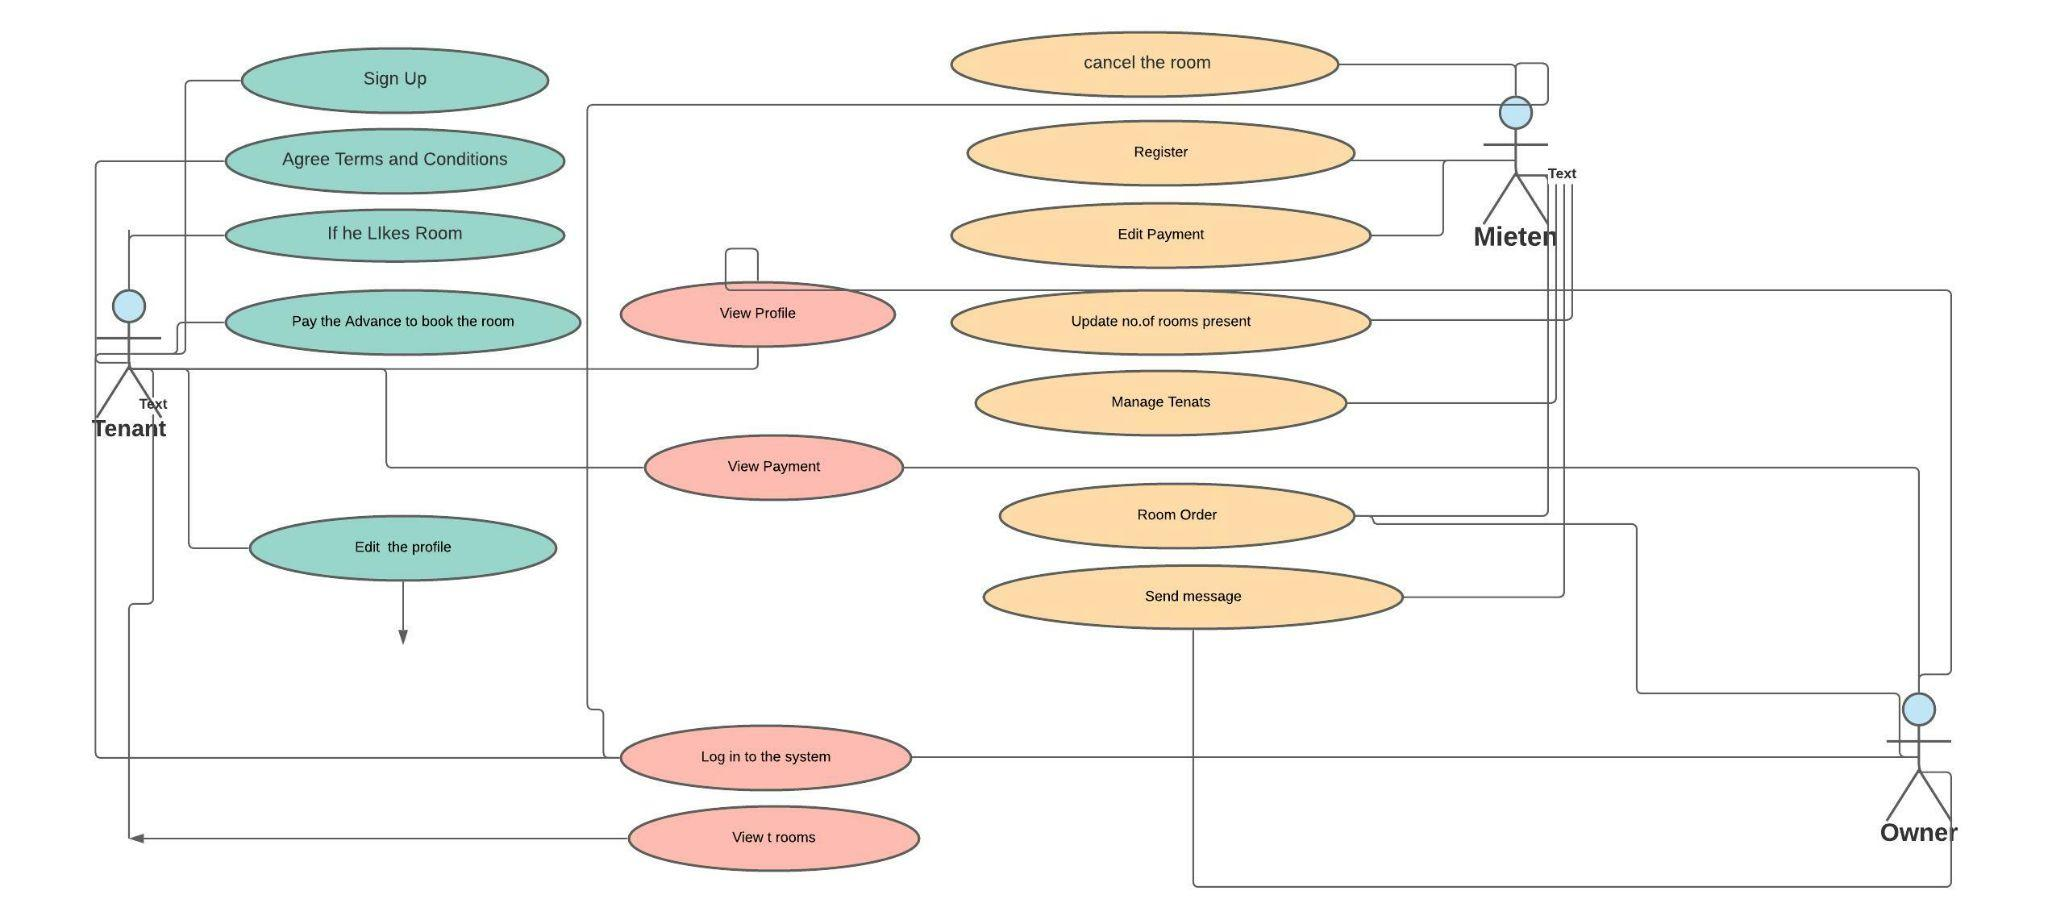 Sign Up
Agree Terms and Conditions
If he LIkes Room
Pay the Advance to book the room
Text
Tenant
Edit  the profile
View Profile
View Payment
Log in to the system
View t rooms
cancel the room
Register
Edit Payment
Update no.of rooms present
Manage Tenats
Room Order
Send message
Text
Mieten
Owner